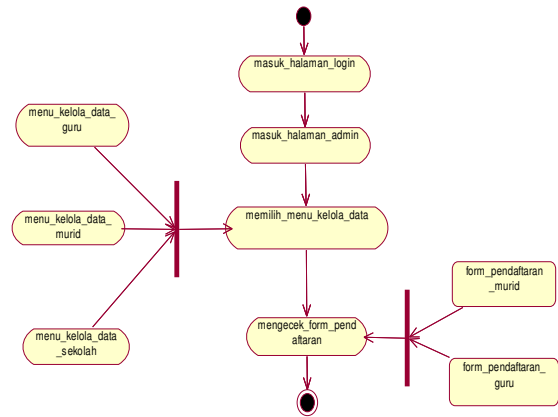 masuk_halaman_login
masuk_halaman_admin
menu_kelola_data_
guru
menu_kelola_data_
murid
menu_kelola_data
_sekolah
memilih_menu_kelola_data
mengecek_form_pend
aftaran
form_pendaftaran
_murid
form_pendaftaran_
guru